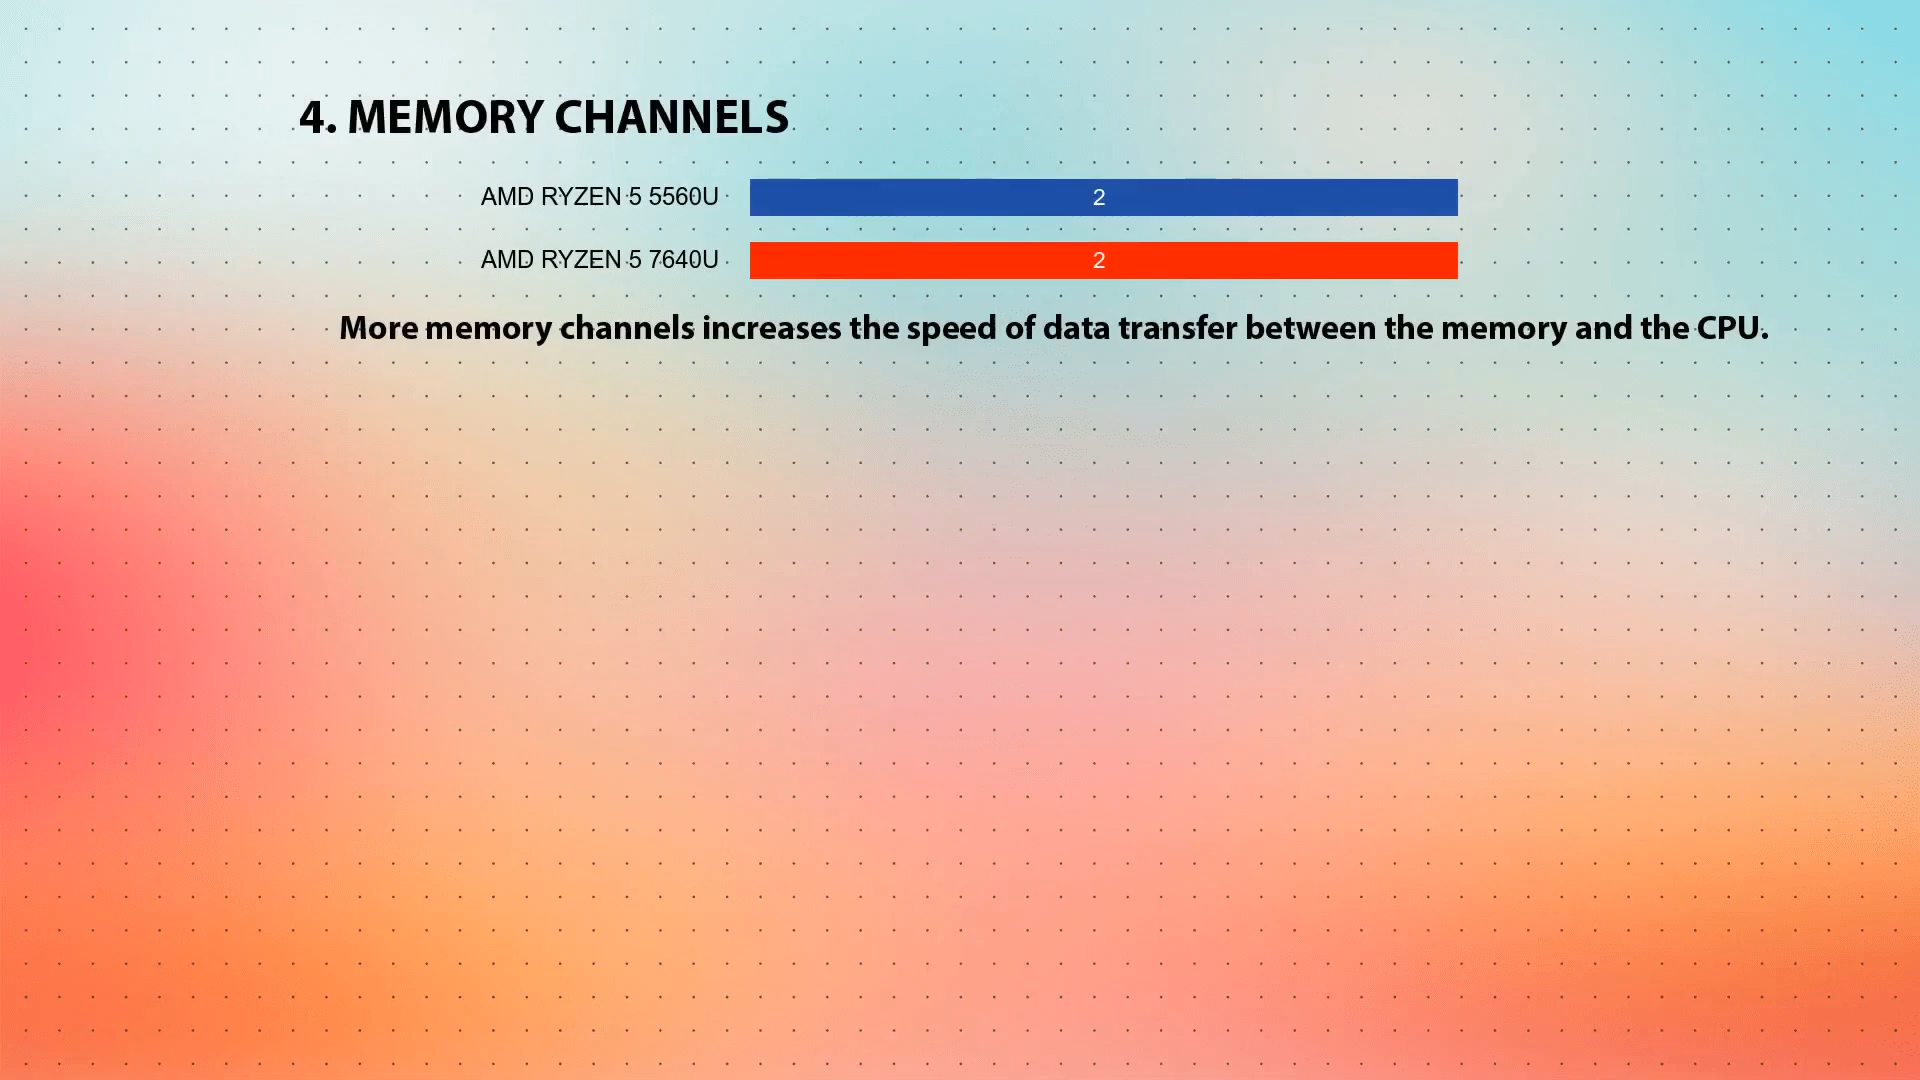 4. MEMORY CHANNELS
AMD RYZEN 5 5560U 2
AMD RYZEN 5 7640U 2
More memory channels increases the speed of data transfer between the memory and the CPU.